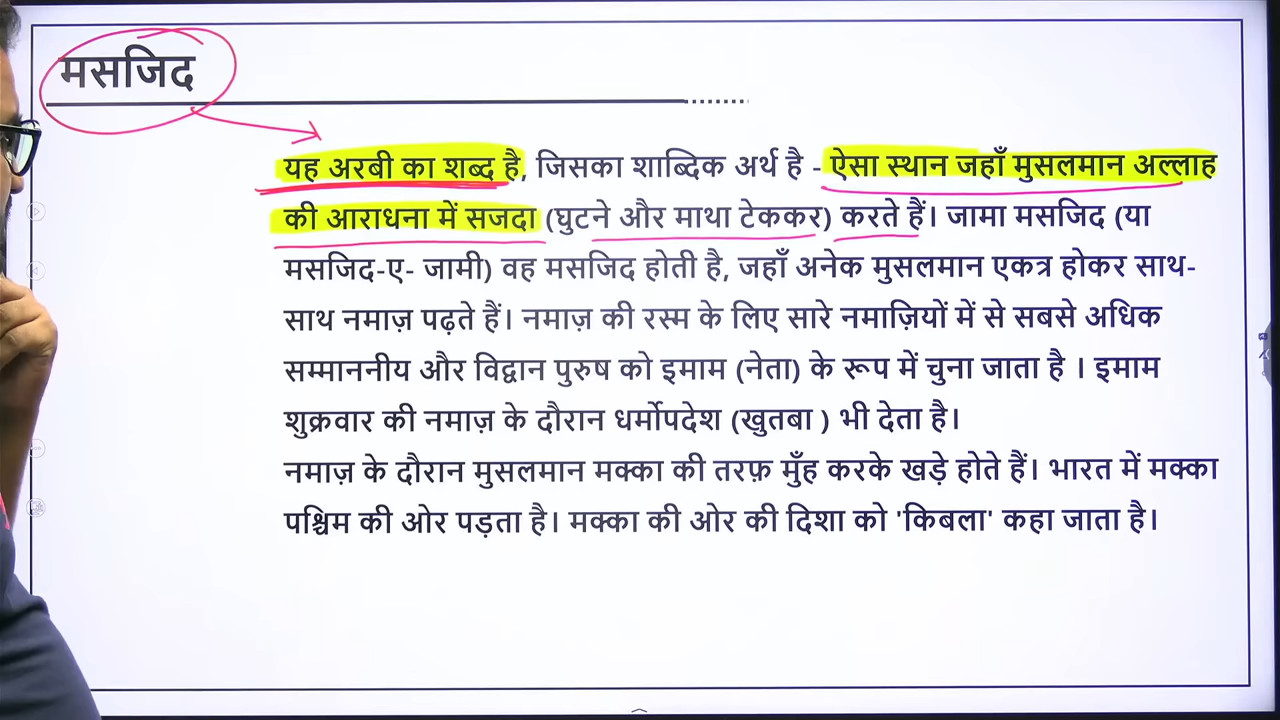 मसजिद
यह अरबी का शब्द है, जिसका शाब्दिक अर्थ है - ऐसा स्थान जहाँ मुसलमान अल्लाह
की आराधना में सजदा (घुटने और माथा टेककर) करते हैं। जामा मसजिद (या
मसजिद-ए- जामी) वह मसजिद होती है, जहाँ अनेक मुसलमान एकत्र होकर साथ-
साथ नमाज़ पढ़ते हैं। नमाज़ की रस्म के लिए सारे नमाज़ियों में से सबसे अधिक
सम्माननीय और विद्वान पुरुष को इमाम (नेता) के रूप में चुना जाता है । इमाम
शुक्रवार की नमाज़ के दौरान धर्मोपदेश (खुतबा ) भी देता है।
नमाज़ के दौरान मुसलमान मक्का की तरफ़ मुँह करके खड़े होते हैं। भारत में मक्का
पश्चिम की ओर पड़ता है। मक्का की ओर की दिशा को 'किबला' कहा जाता है।